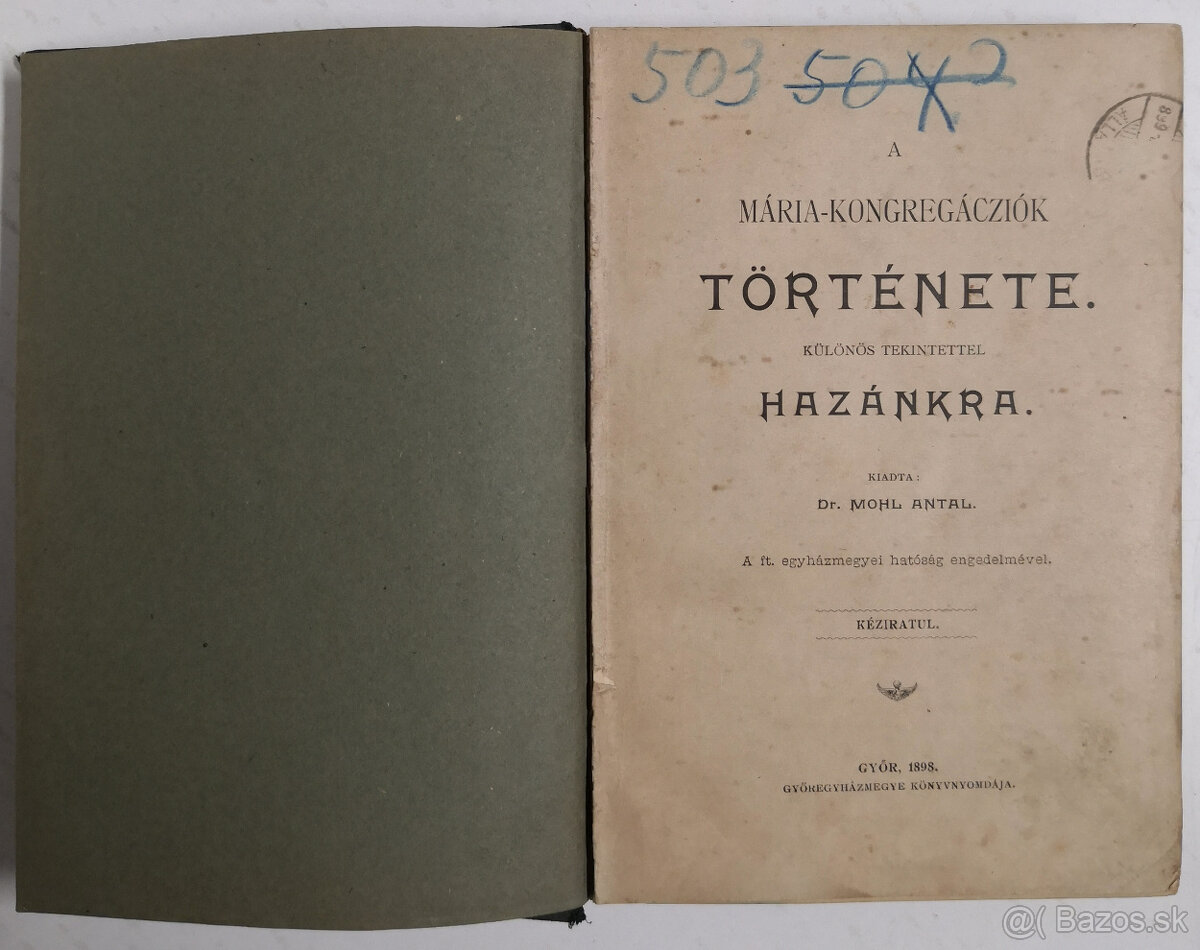 503 5042
A
MÁRIA-KONGREGÁCZIÓK
TÖRTÉNETE.
KÜLÖNÖS TEKINTETTEL
HAZÁNKRA.
KIADTA:
Dr. MOHL ANTAL.
A ft. egyházmegyei hatóság engedelmével.
KÉZIRATUL.
GYŐR, 1898.
GYŐREGYHÁZMEGYE KÖNYVNYOMDÁJA.
@( Bazos.sk